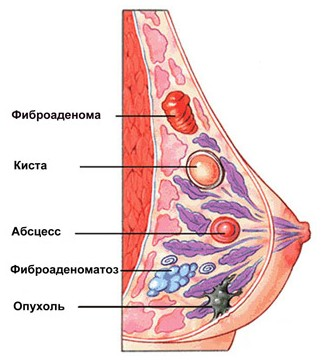 Фиброаденома
Киста
Абсцесс
Фиброаденоматоз
Опухоль